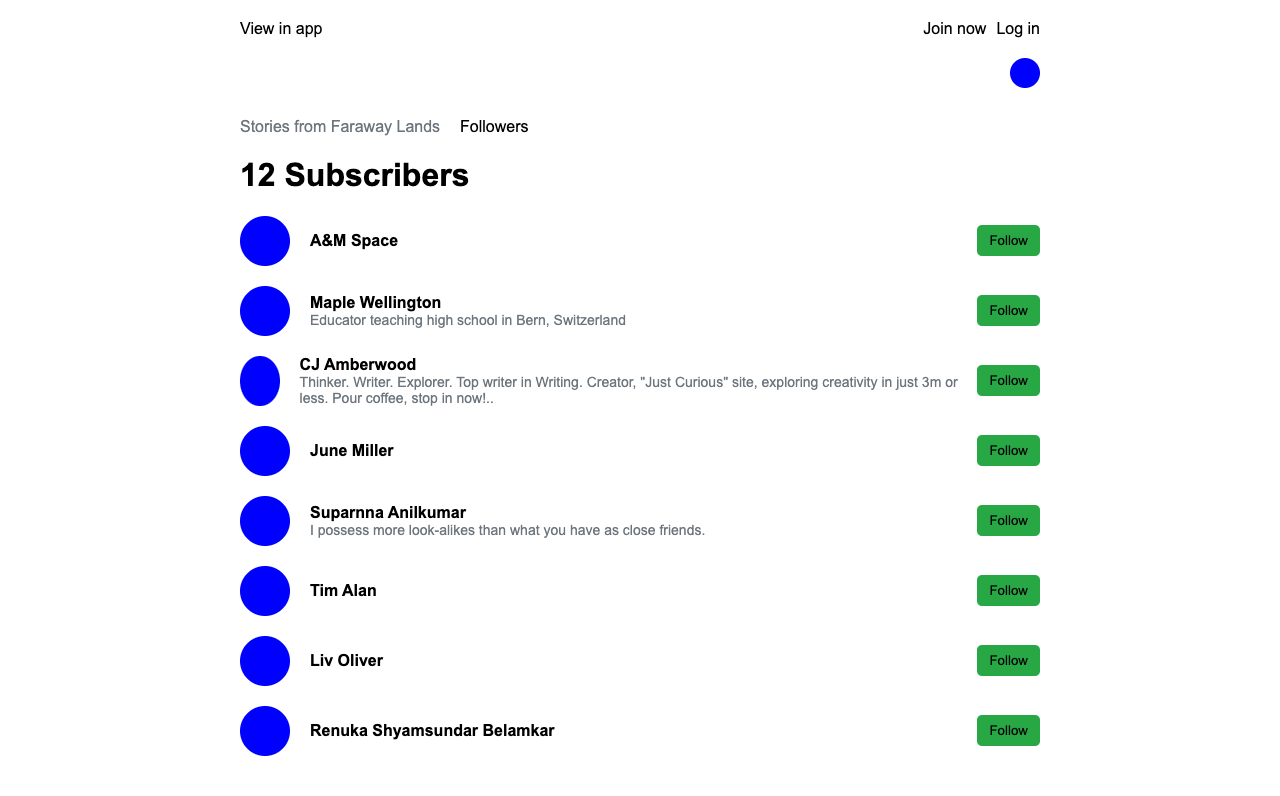 View in app
Join now
Log in
Stories from Faraway Lands
Followers
12 Subscribers
A&M Space
Follow
Maple Wellington
Educator teaching high school in Bern, Switzerland
Follow
CJ Amberwood
Thinker. Writer. Explorer. Top writer in Writing. Creator, "Just Curious" site, exploring creativity in just 3m or
less. Pour coffee, stop in now!..
Follow
June Miller
Follow
Suparnna Anilkumar
I possess more look-alikes than what you have as close friends.
Follow
Tim Alan
Follow
Liv Oliver
Follow
Renuka Shyamsundar Belamkar
Follow